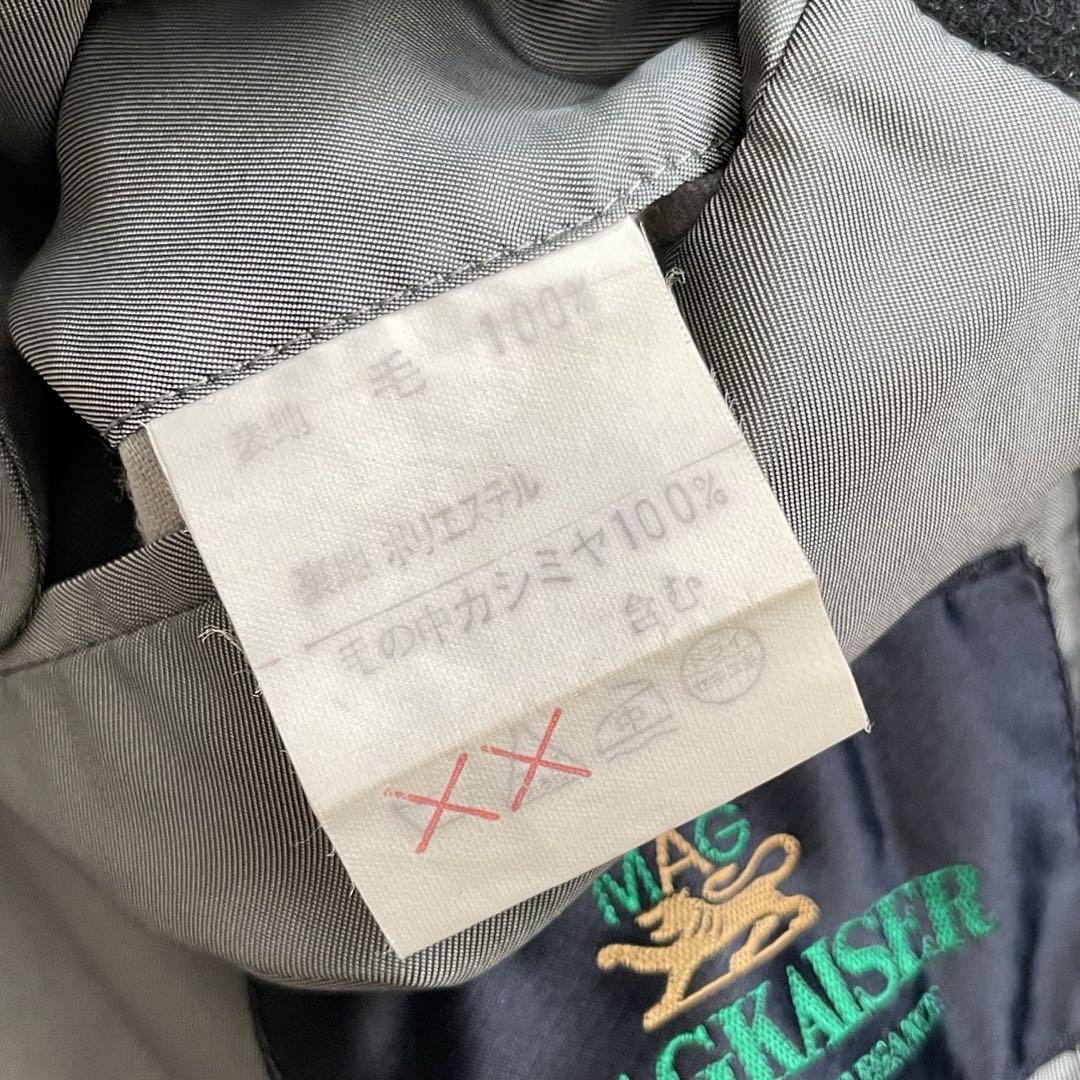 表地 毛 100%
裏地 ポリエステル
毛の中カシミヤ100%
含む
MAG
GKAISER